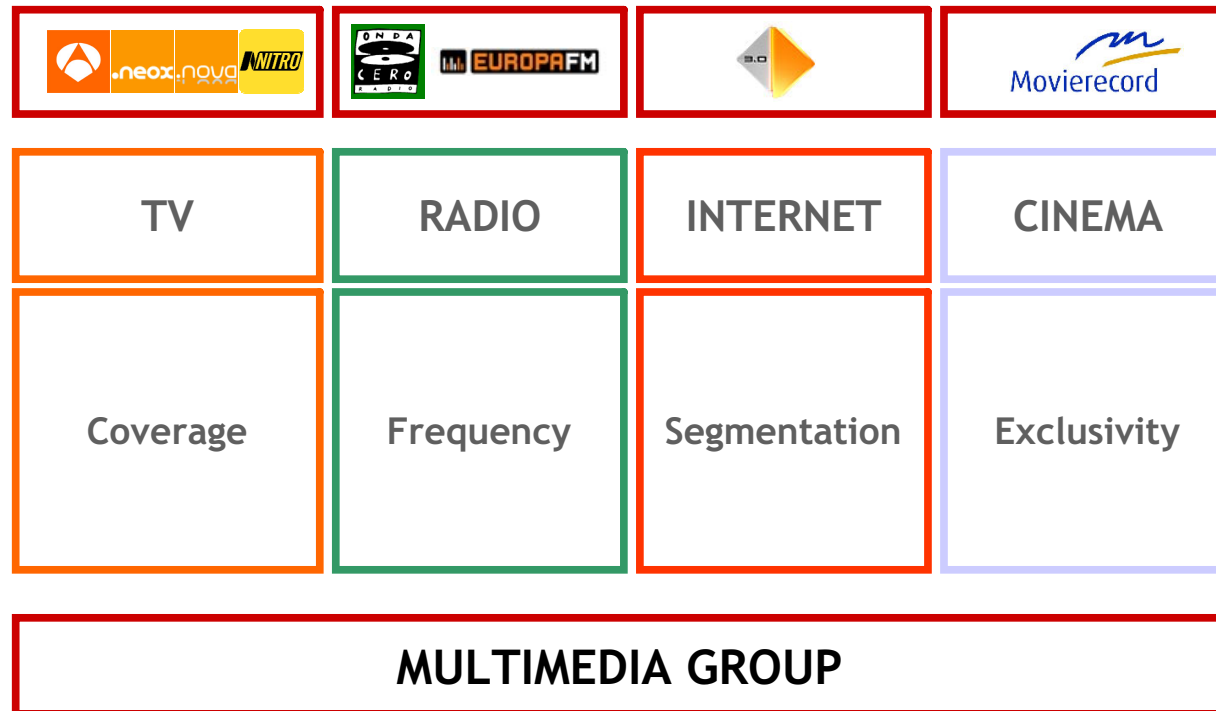 .neox
.nova
NITRO
ONDA
CERO
RADIO
EUROPAFM
3.0
Movierecord
TV
RADIO
INTERNET
CINEMA
Coverage
Frequency
Segmentation
Exclusivity
MULTIMEDIA GROUP